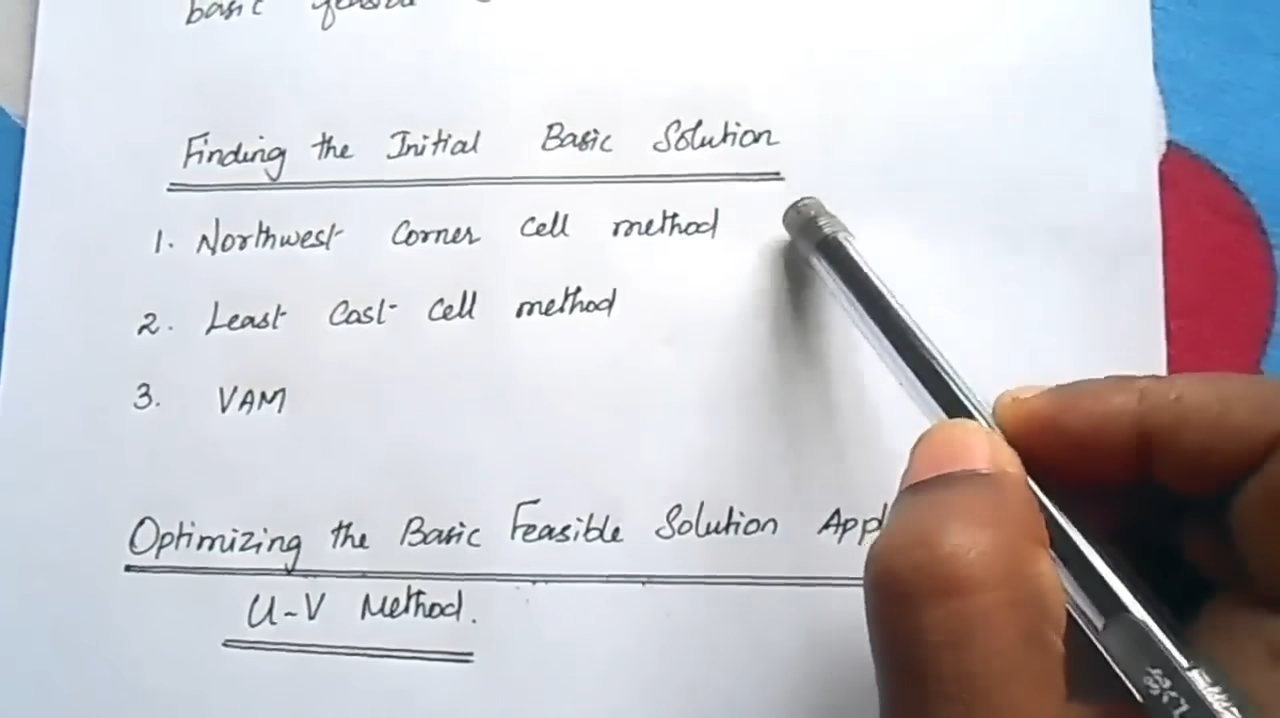 basic
Finding the Initial Basic Solution
1. Northwest Corner Cell method
2. Least Cost Cell method
3. VAM
Optimizing the Basic Feasible Solution
U-V Method.